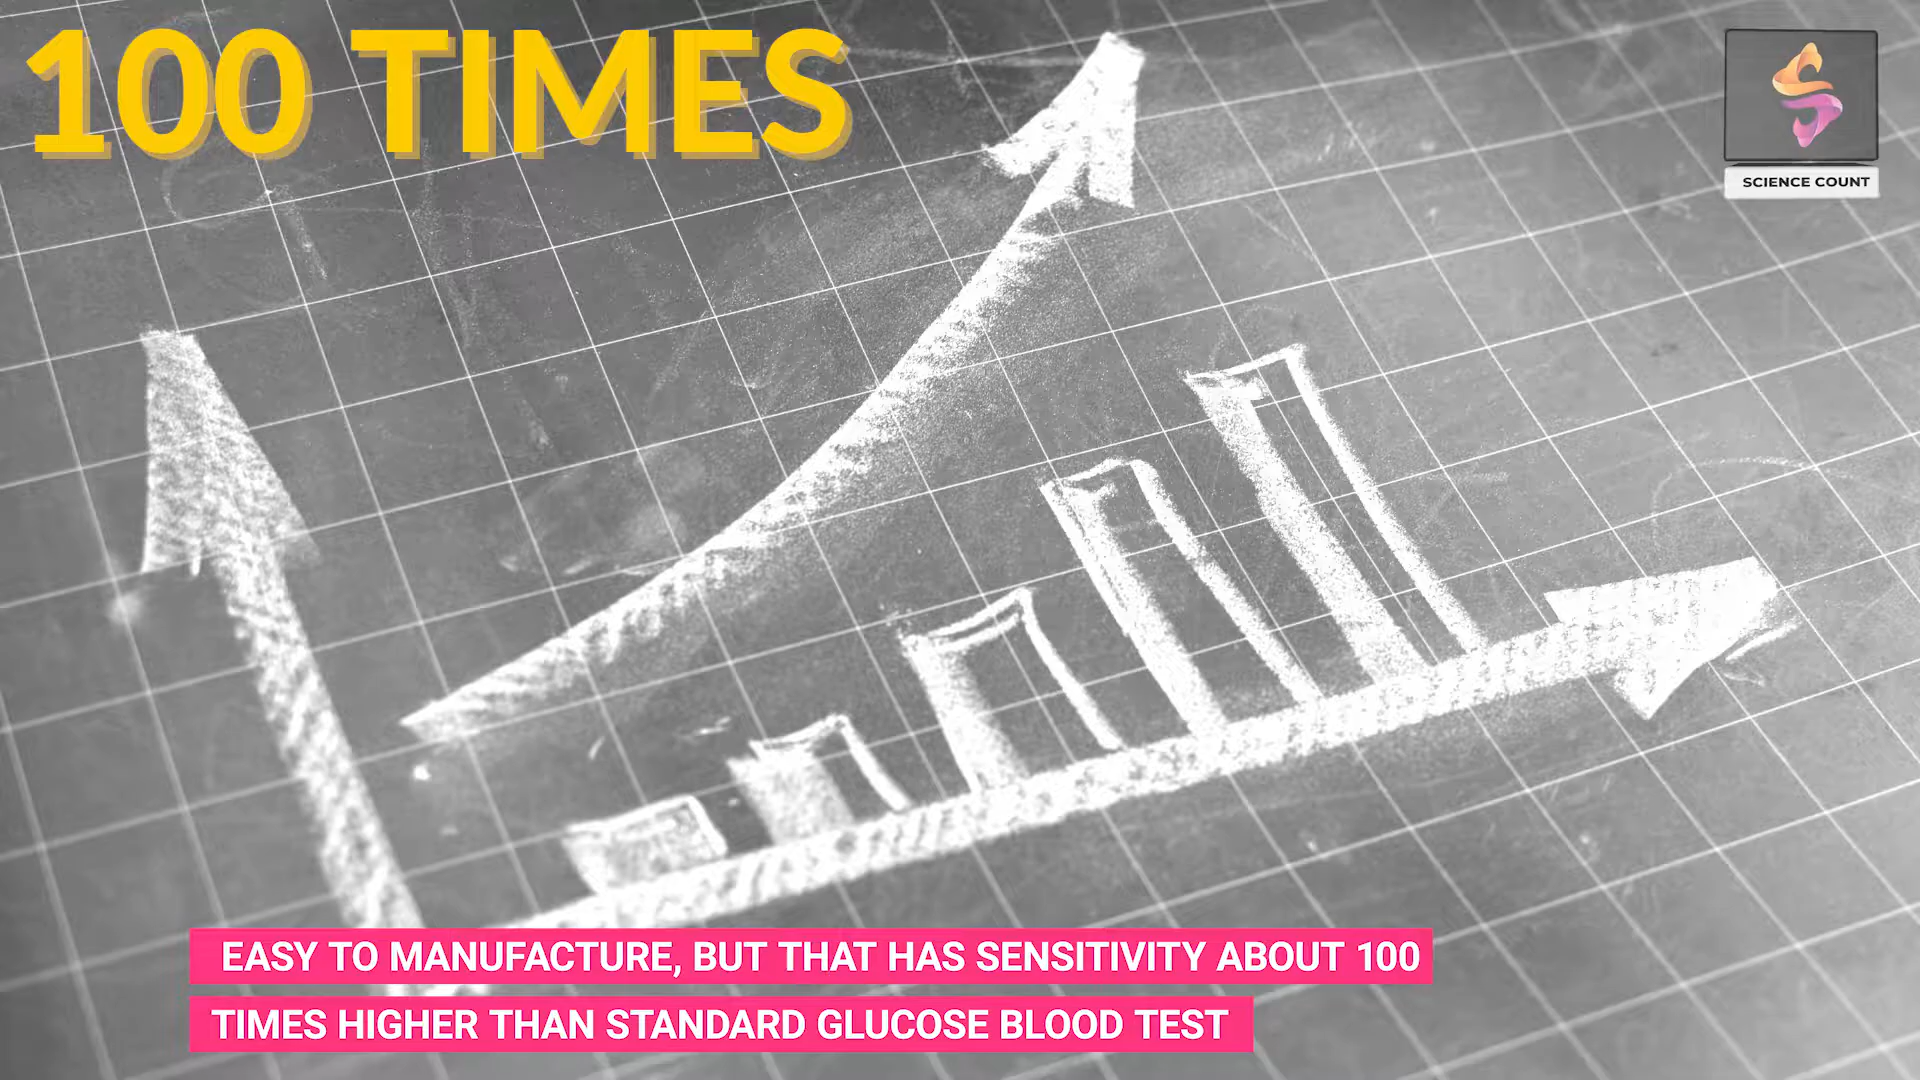 100 TIMES
SCIENCE COUNT
EASY TO MANUFACTURE, BUT THAT HAS SENSITIVITY ABOUT 100
TIMES HIGHER THAN STANDARD GLUCOSE BLOOD TEST